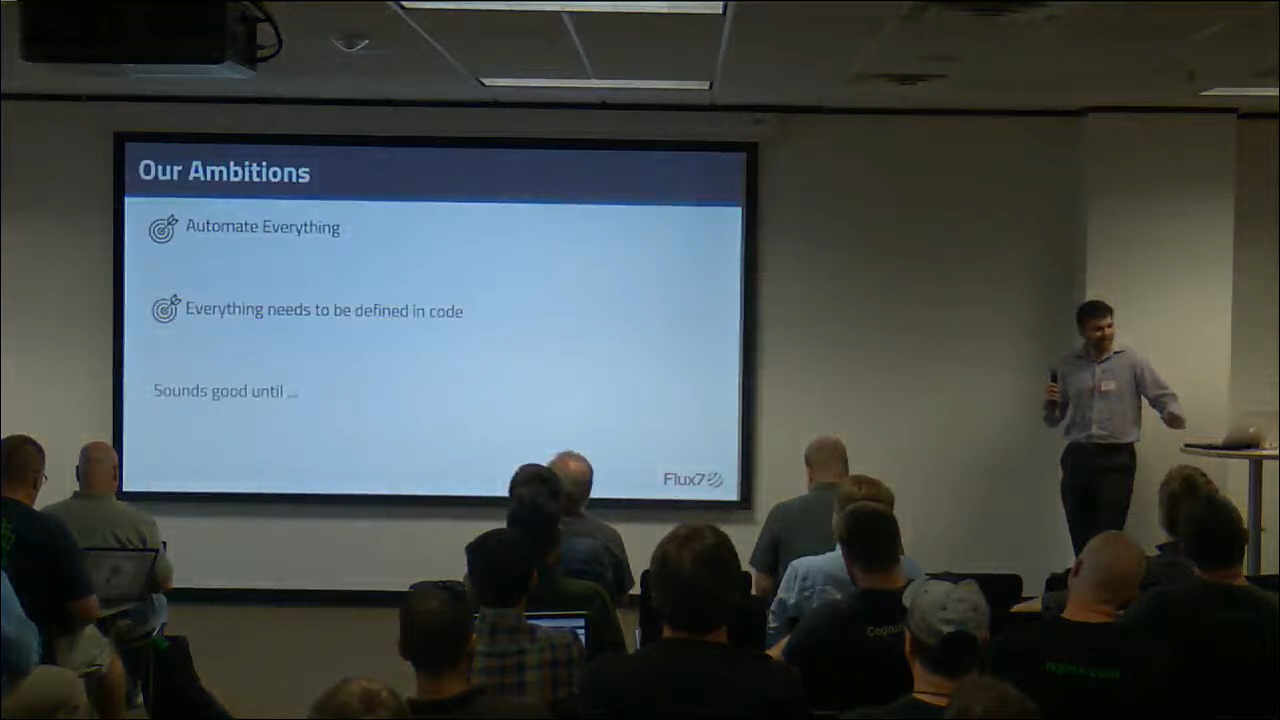 Our Ambitions
Automate Everything
Everything needs to be defined in code
Sounds good until ...
Flux7